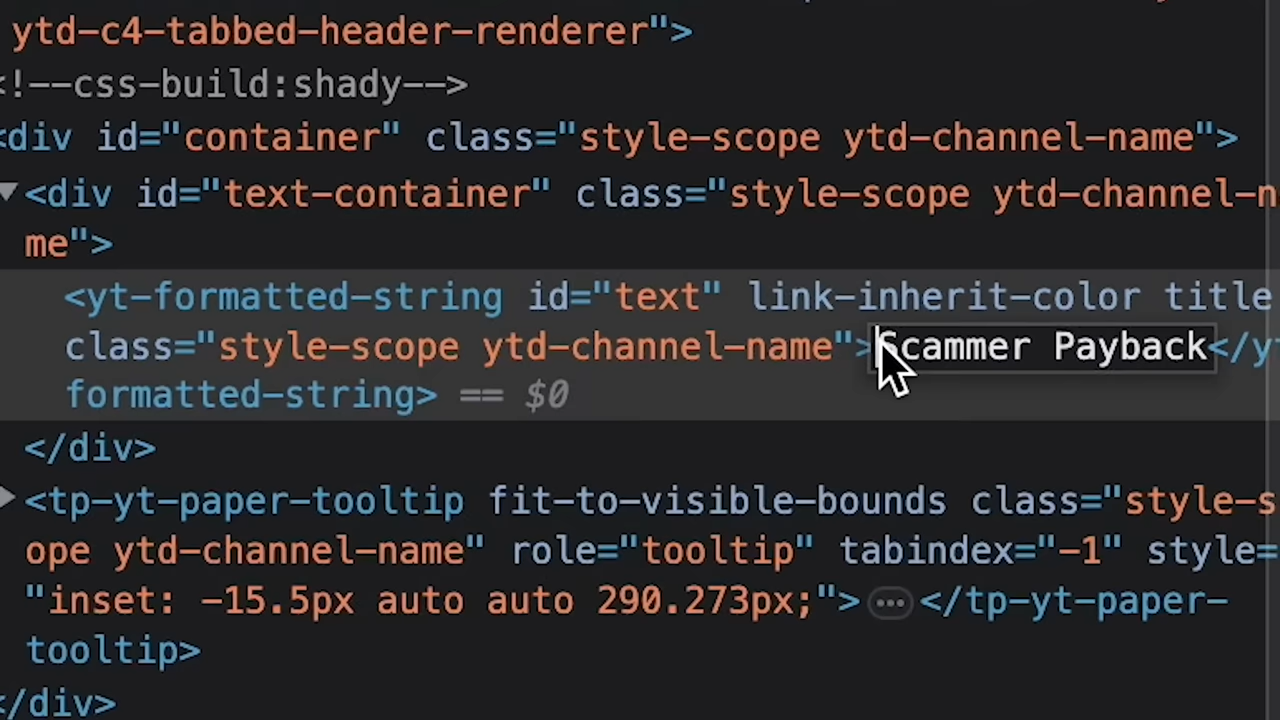 ytd-c4-tabbed-header-renderer">
<!--css-build:shady-->
<div id="container" class="style-scope ytd-channel-name">
<div id="text-container" class="style-scope ytd-channel-n
me">
<yt-formatted-string id="text" link-inherit-color title
class="style-scope ytd-channel-name">Scammer Payback</yt
formatted-string> == $0
</div>
<tp-yt-paper-tooltip fit-to-visible-bounds class="style-s
ope ytd-channel-name" role="tooltip" tabindex="-1" style=
"inset: -15.5px auto auto 290.273px;">…</tp-yt-paper-
tooltip>
</div>